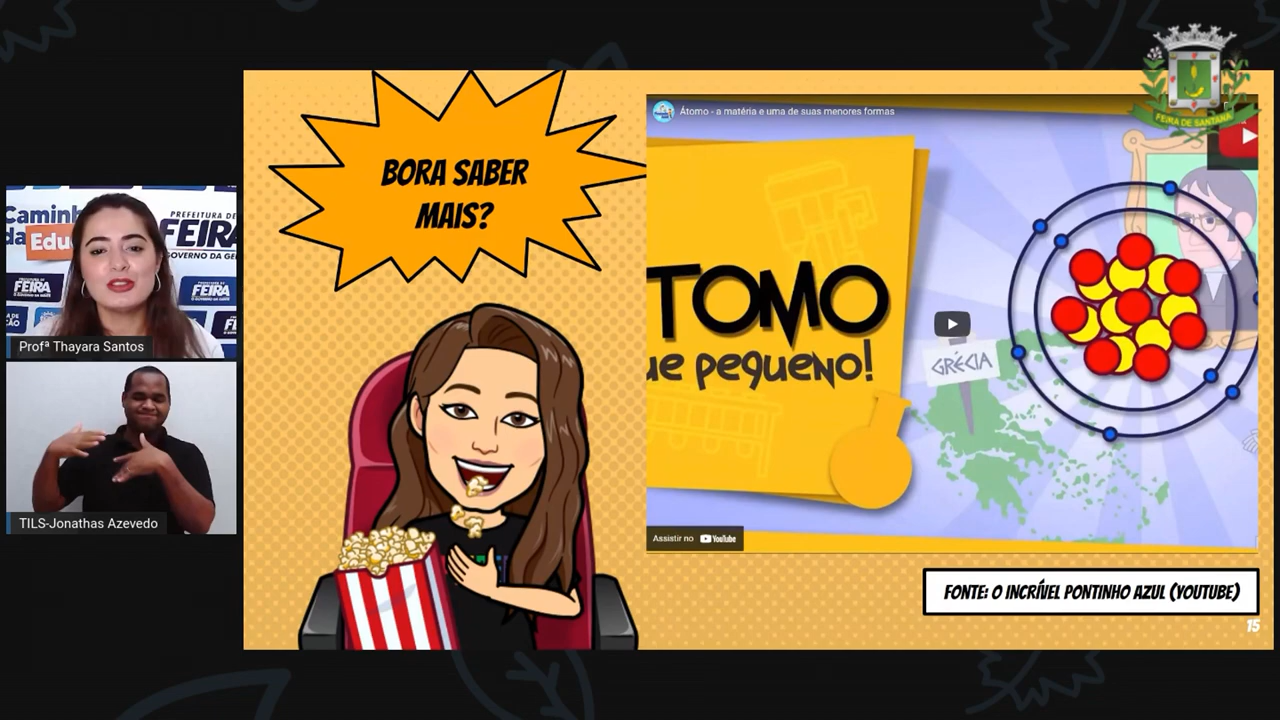 BORA SABER
MAIS?
Átomo - a matéria e uma de suas menores formas
TOMO
ue pequeno!
GRÉCIA
Assistir no YouTube
FONTE: O INCRÍVEL PONTINHO AZUL (YOUTUBE)
15
FEIRA DE SANTANA
Caminh
da Edu
PREFEITURA DE
FEIRA
GOVERNO DA GE
FEIRA
FEIRA
Profª Thayara Santos
TILS-Jonathas Azevedo